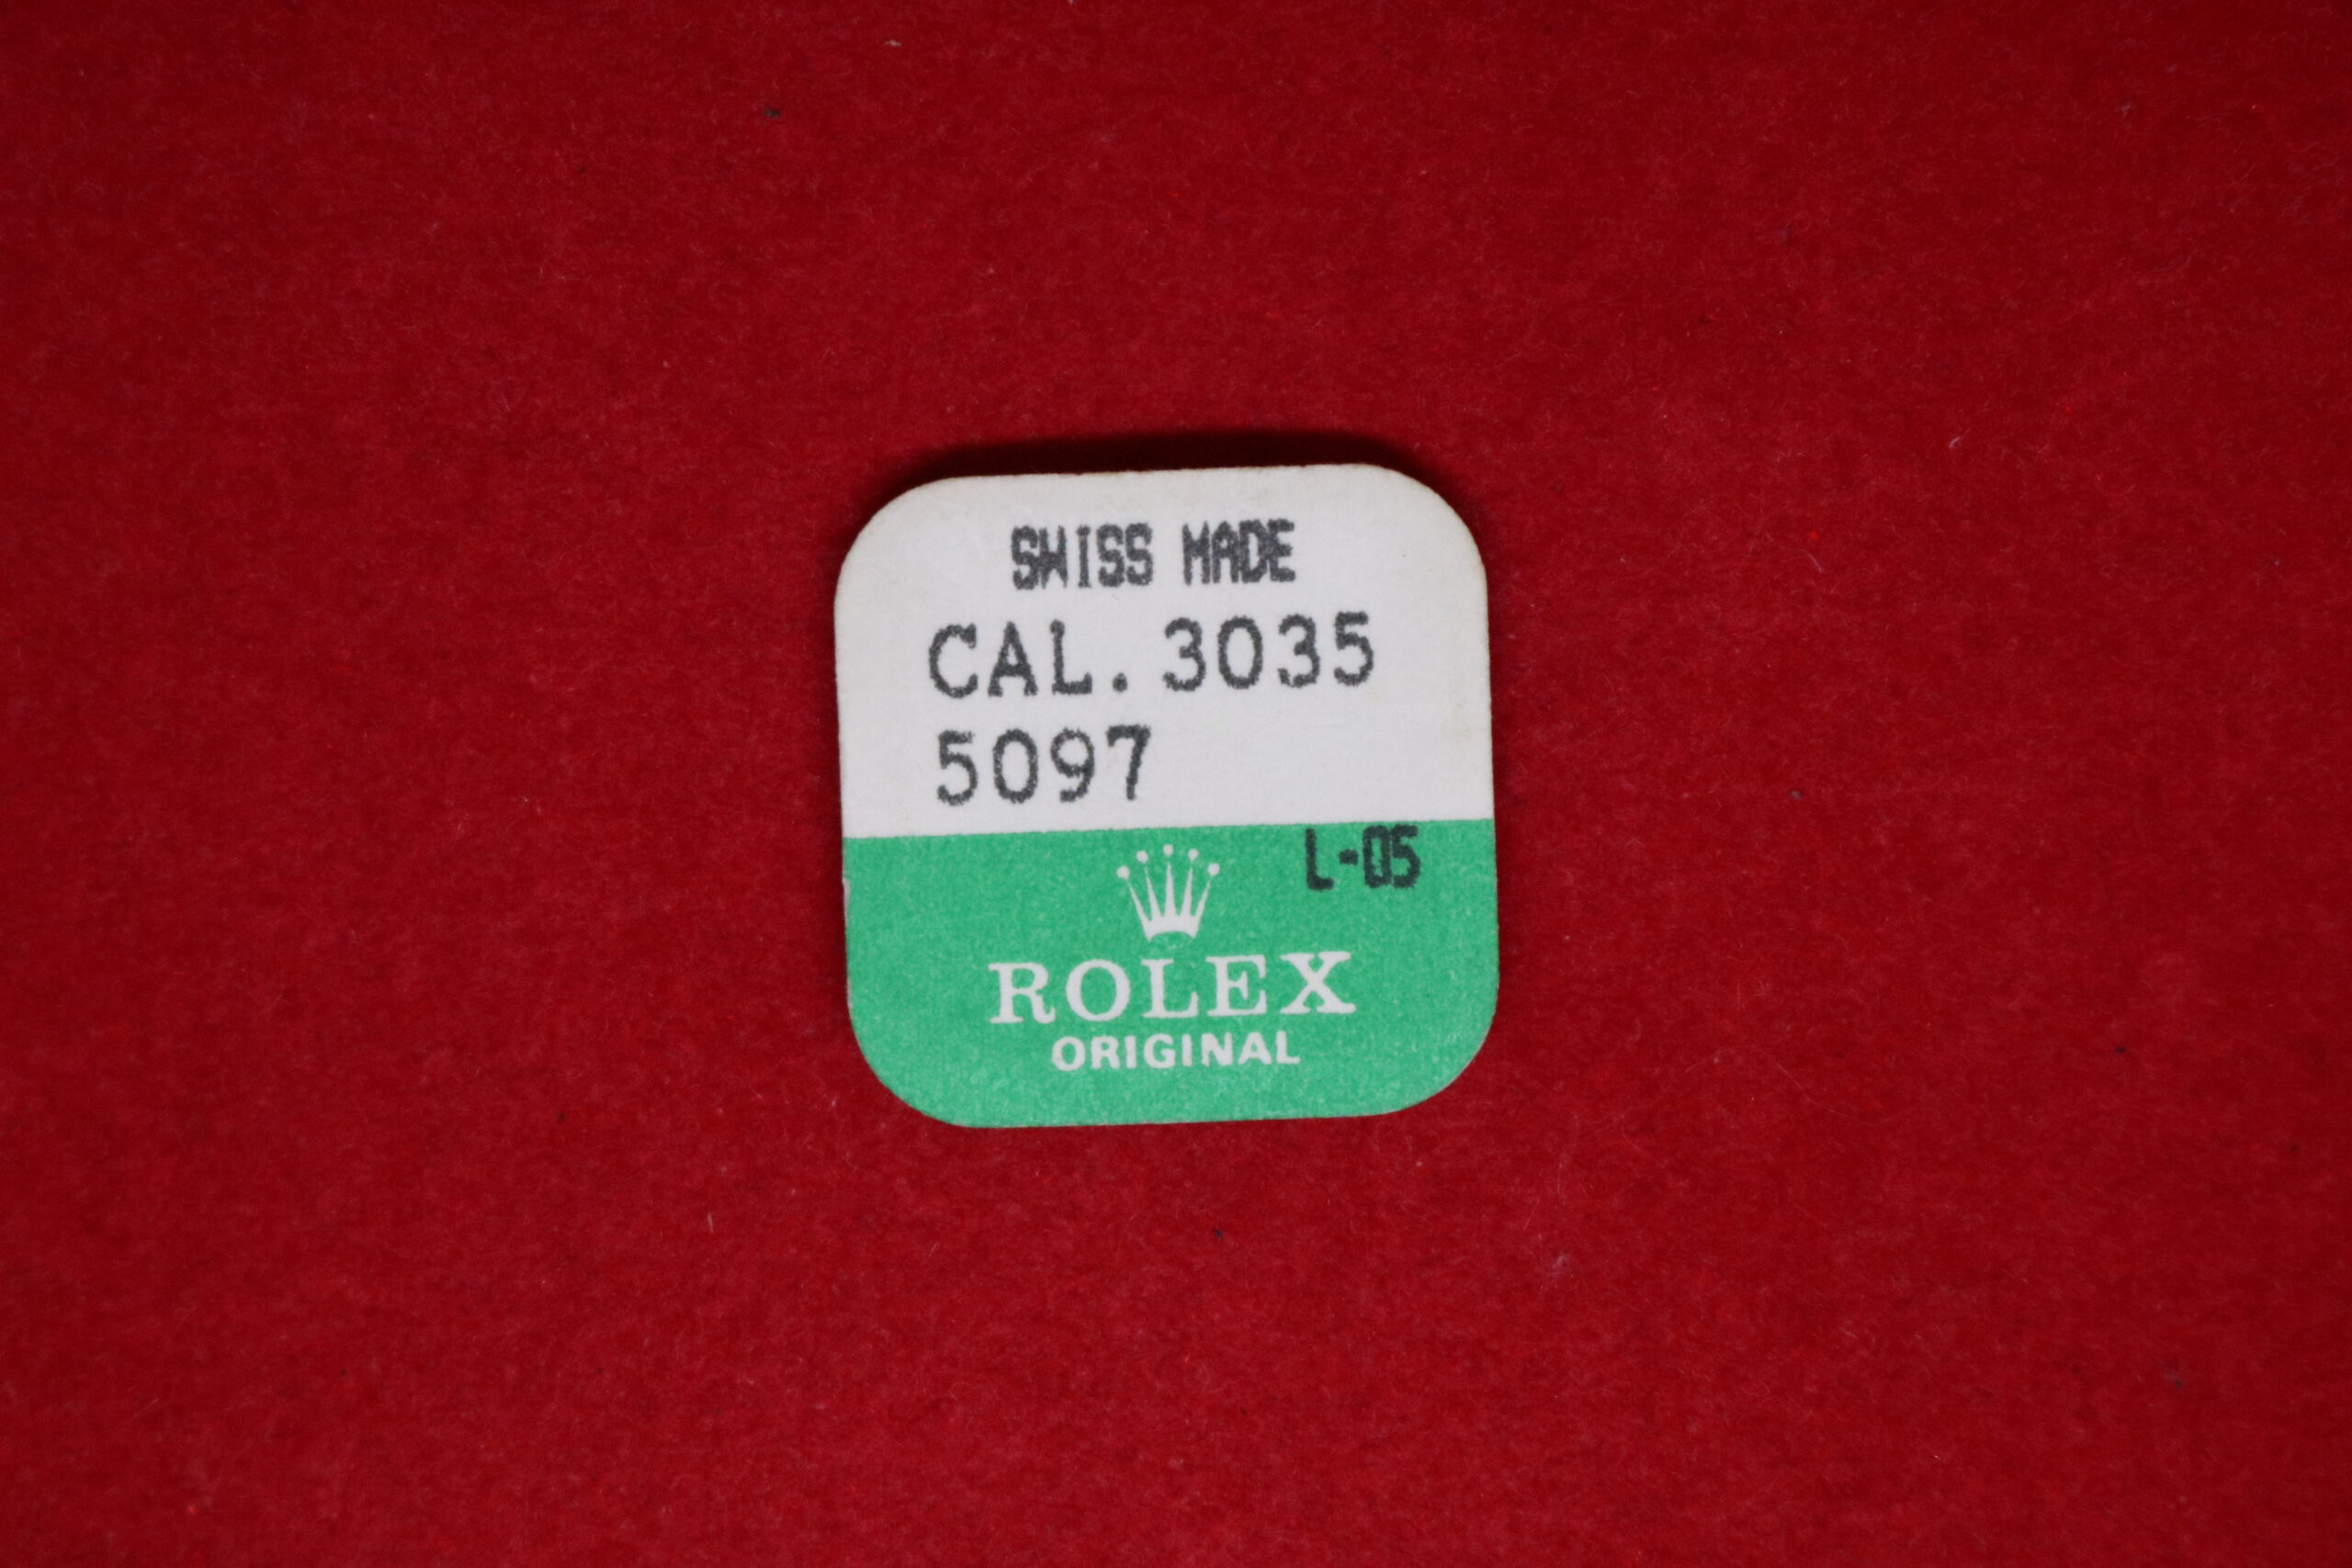 SWISS MADE
CAL. 3035
5097
L-05
ROLEX
ORIGINAL